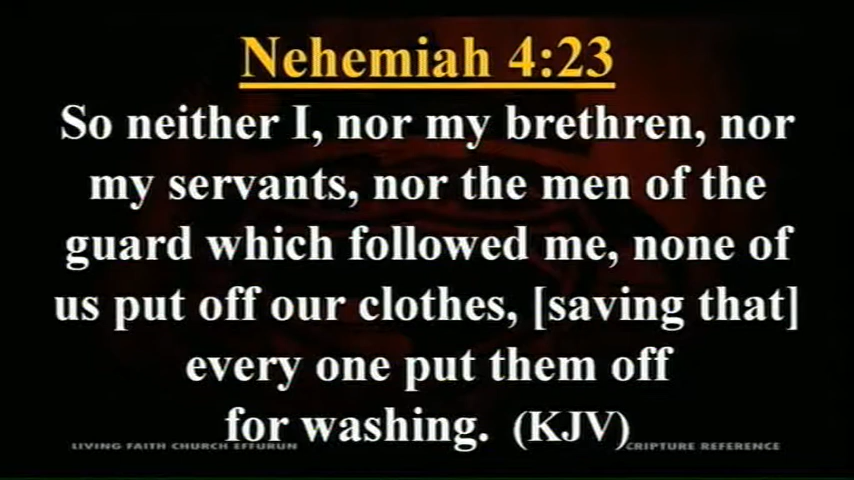 Nehemiah 4:23
So neither I, nor my brethren, nor
my servants, nor the men of the
guard which followed me, none of
us put off our clothes, [saving that]
every one put them off
for washing. (KJV)
LIVING FAITH CHURCH EFFURUN
CRIPTURE REFERENCE